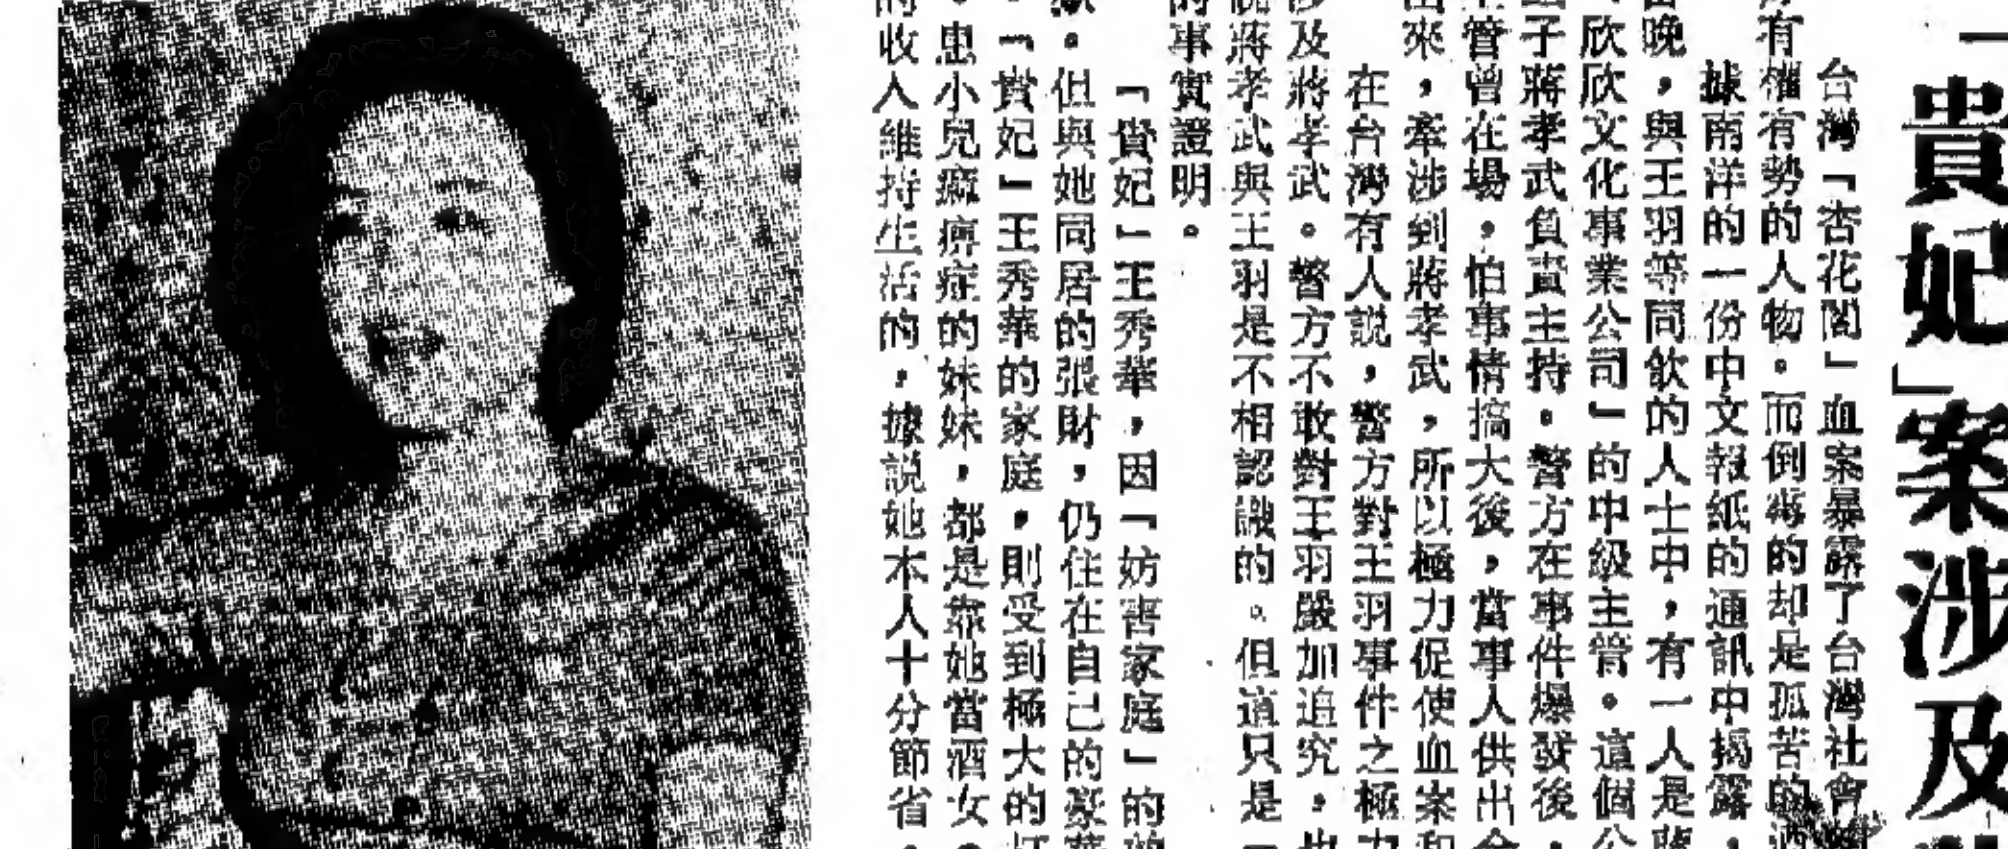 「貴妃」案涉及
台灣「杏花閣」血案暴露了台灣社會
有權有勢的人物。而倒霉的却是孤苦的酒
據南洋的一份中文報紙的通訊中揭露，
晚，與王羽等同飲的人士中，有一人是蔣
、欣欣文化事業公司」的中級主管。這個公
子蔣孝武負責主持。警方在事件爆發後，
管曾在場，怕事情搞大後，當事人供出
來，牽涉到蔣孝武，所以極力促使血案和
在台灣有人說，警方對王羽事件之極力
涉及蔣孝武。警方不敢對王羽嚴加追究，也
說蔣孝武與王羽是不相認識的。但這只是
的事實證明。
「貴妃」王秀華，因「妨害家庭」的
。但與她同居的張財，仍住在自己的豪華
。「貴妃」王秀華的家庭，則受到極大的打
。患小兒痲痺症的妹妹，都是靠她當酒女。
的收入維持生活的，據說她本人十分節省，